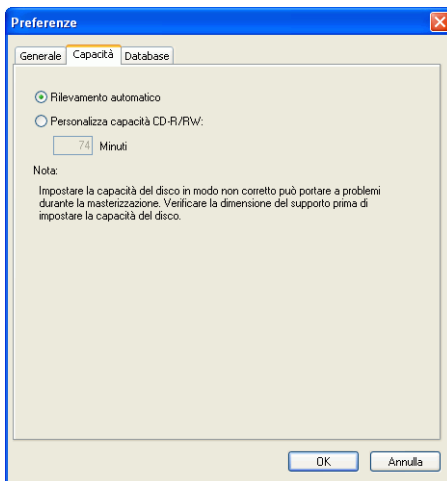 Preferenze
Generale Capacità Database
Rilevamento automatico
Personalizza capacità CD-R/RW:
74 Minuti
Nota:
Impostare la capacità del disco in modo non corretto può portare a problemi
durante la masterizzazione. Verificare la dimensione del supporto prima di
impostare la capacità del disco.
OK Annulla